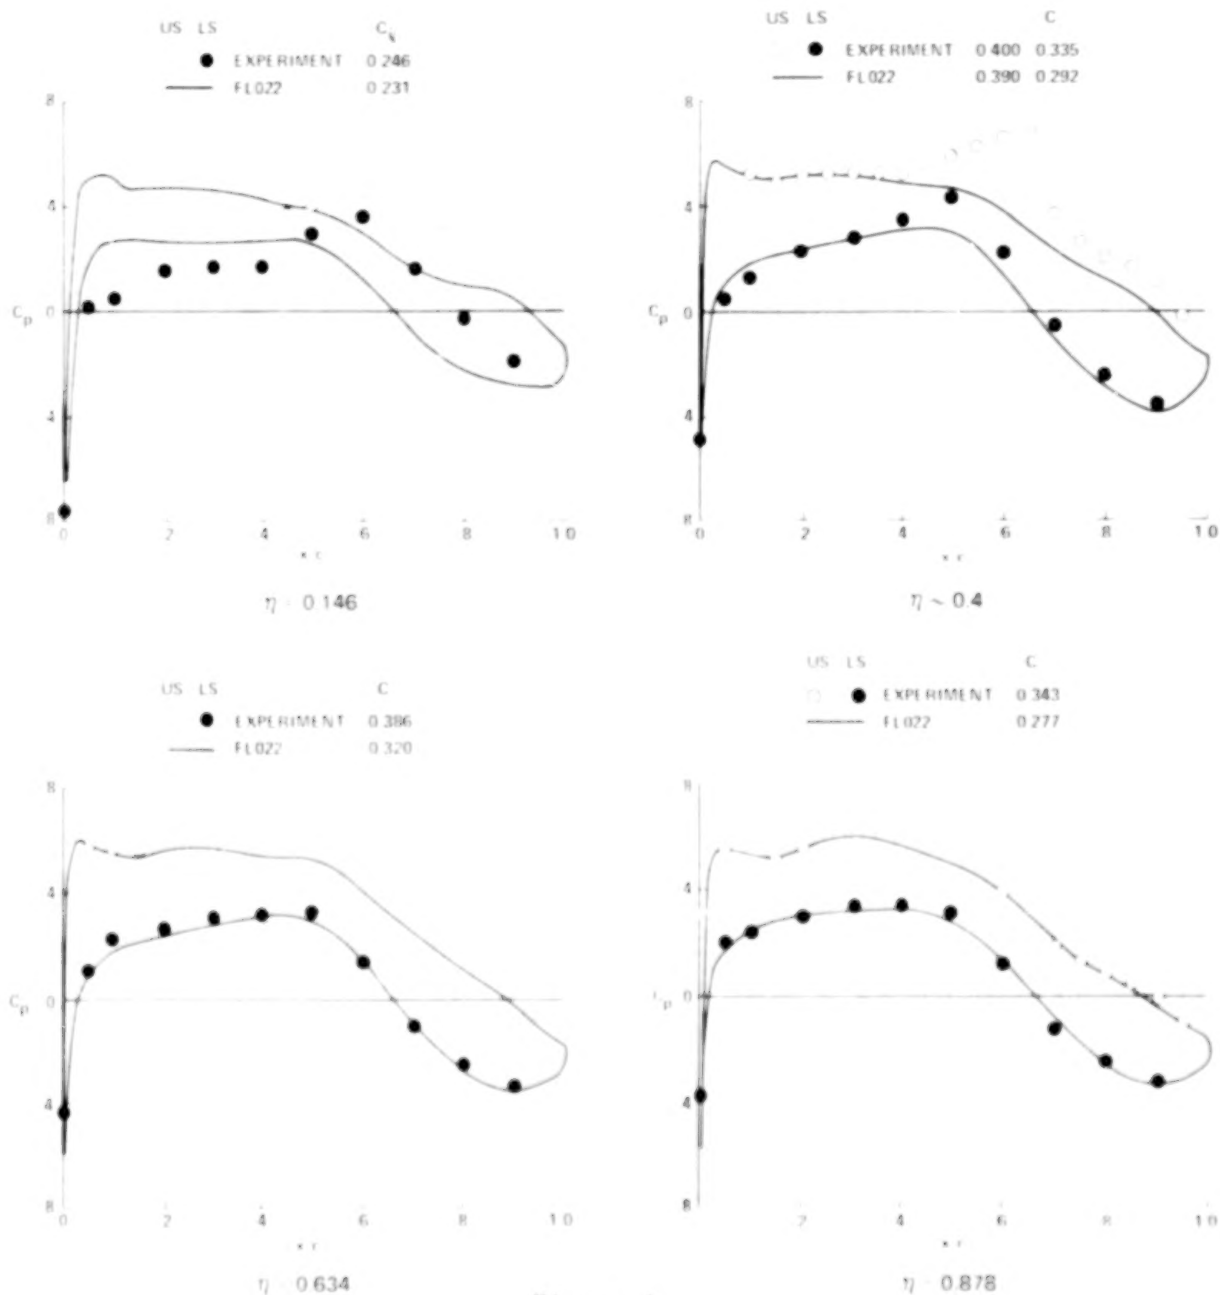 US LS
EXPERIMENT 0.246
FL022 0.231
8
4
Cp 0
4
8
0 .2 .4 .6 .8 1.0
η 0.146
US LS C
EXPERIMENT 0.400 0.335
FL022 0.390 0.292
8
4
Cp 0
4
8
0 .2 .4 .6 .8 1.0
η ~ 0.4
US LS C
EXPERIMENT 0.386
FL022 0.320
8
4
Cp 0
4
8
0 .2 .4 .6 .8 1.0
η 0.634
US LS C
EXPERIMENT 0.343
FL022 0.277
8
4
0
4
8
0 .2 .4 .6 .8 1.0
η 0.878